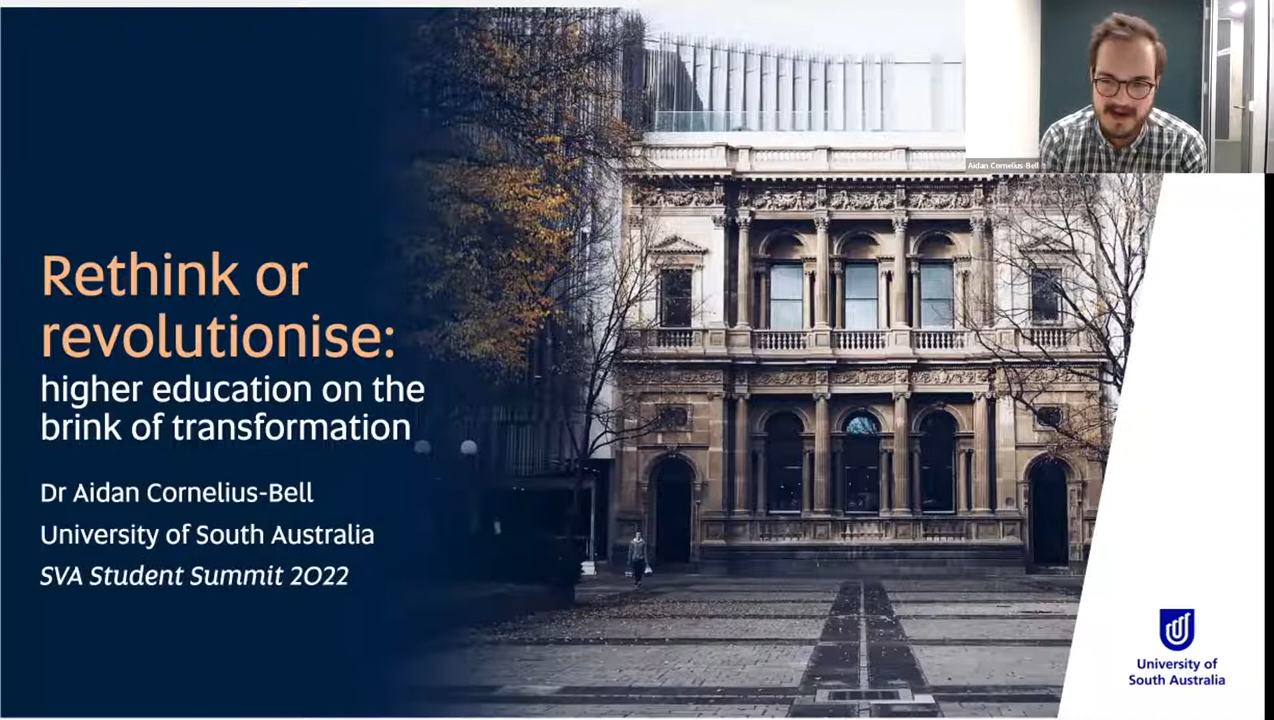 Aidan Cornelius-Bell
Rethink or
revolutionise:
higher education on the
brink of transformation
Dr Aidan Cornelius-Bell
University of South Australia
SVA Student Summit 2022
University of
South Australia